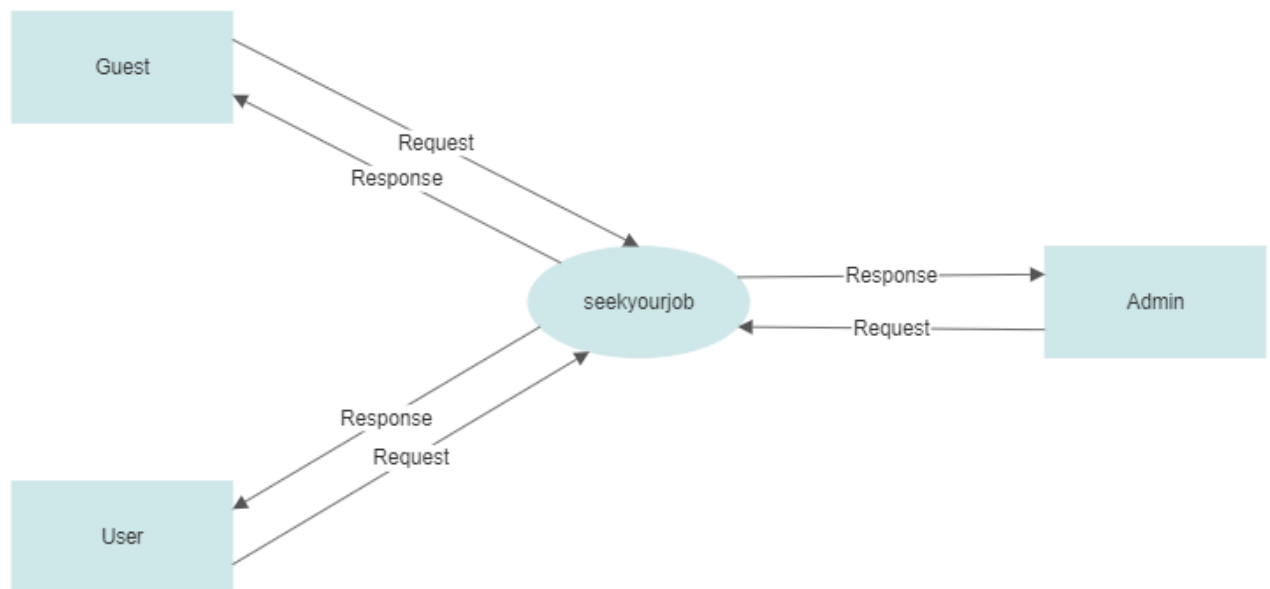 Guest
Request
Response
Response
seekyourjob
Admin
Request
Response
Request
User